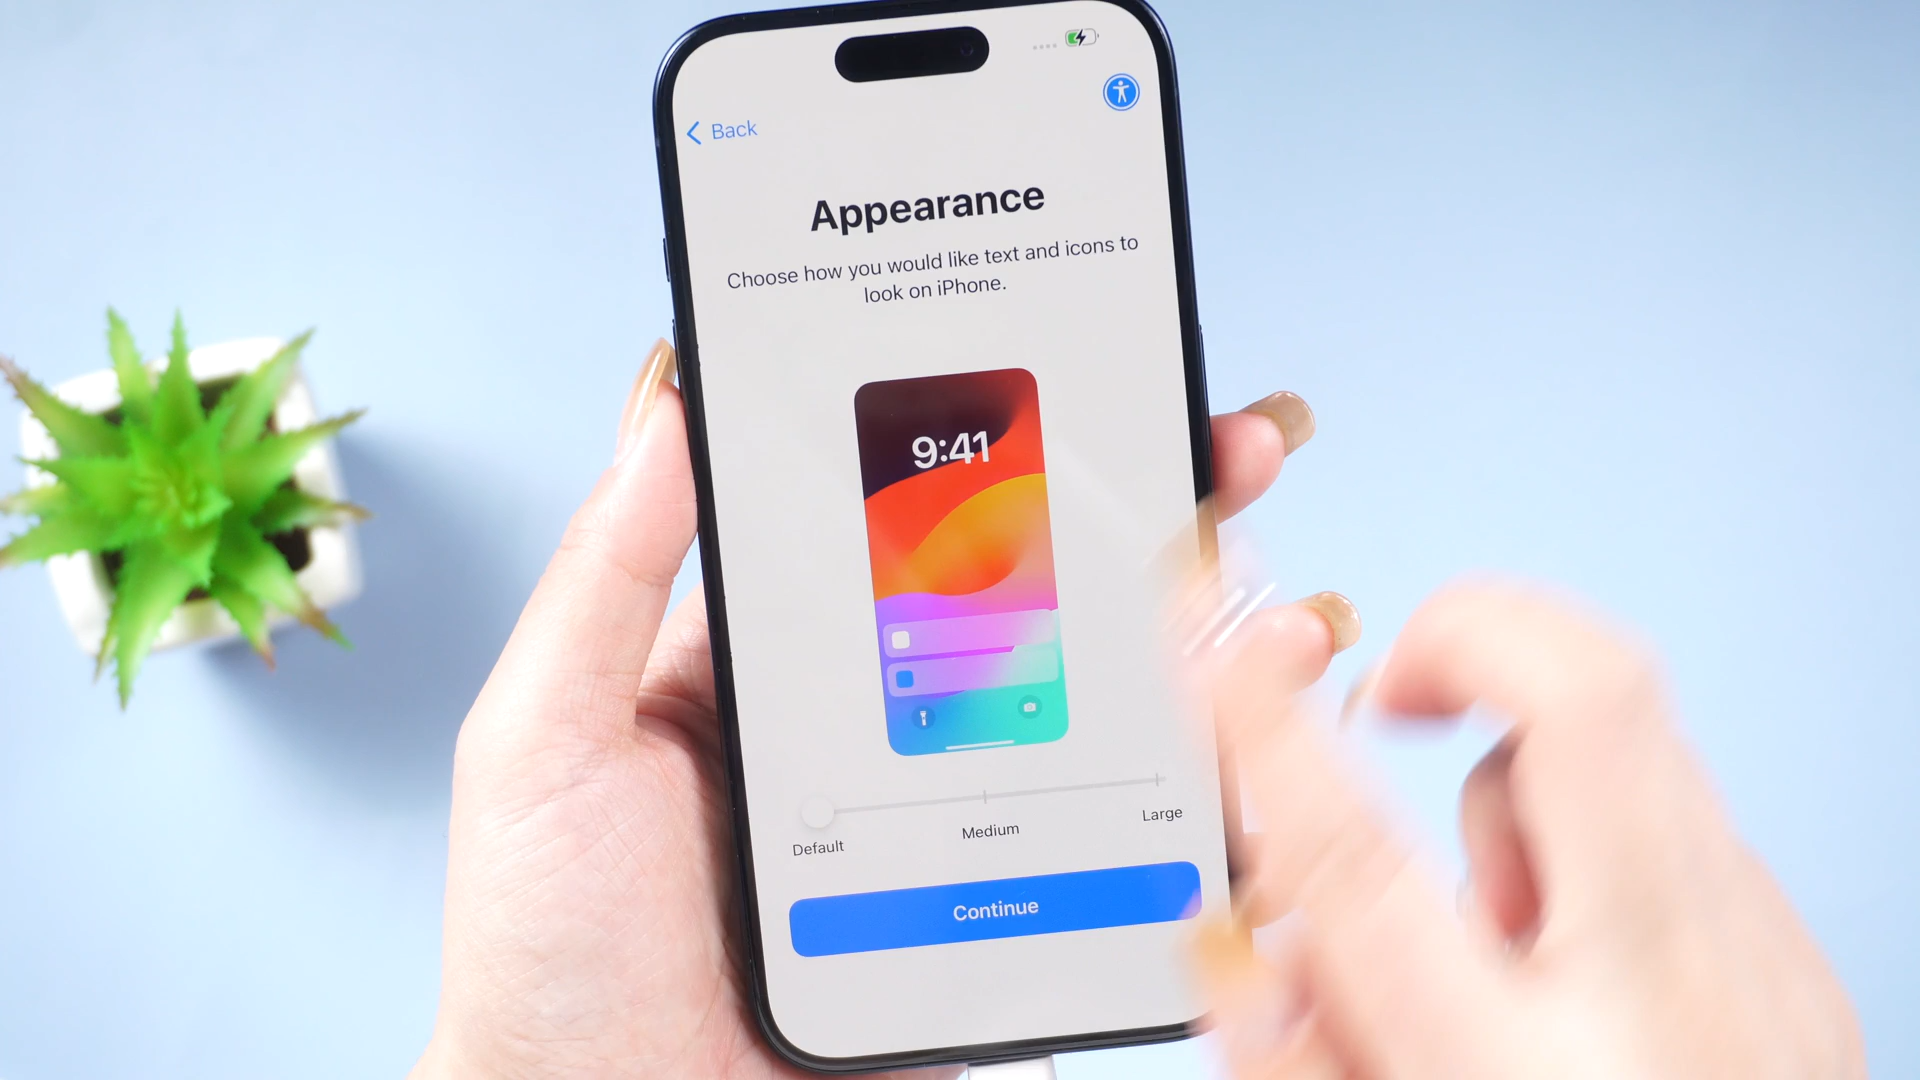 Back
Appearance
Choose how you would like text and icons to
look on iPhone.
9:41
Default
Medium
Large
Continue